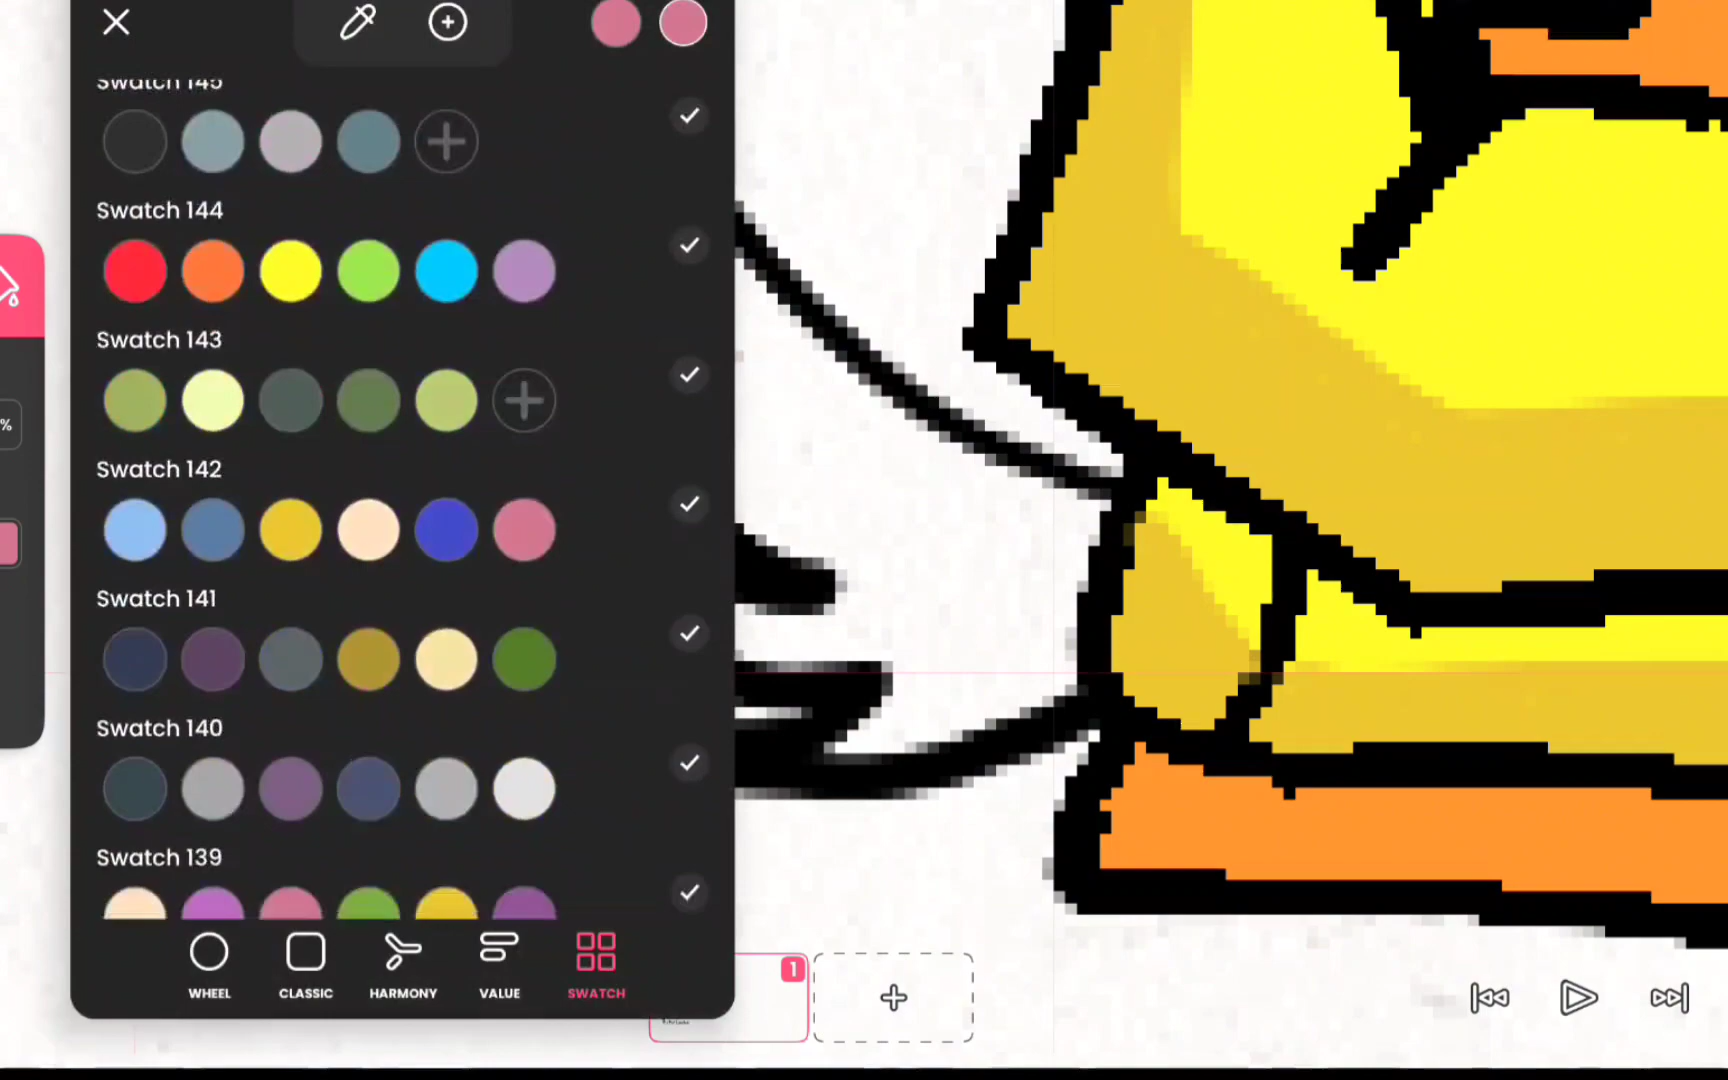 Swatch 145
Swatch 144
Swatch 143
%
Swatch 142
Swatch 141
Swatch 140
Swatch 139
1
WHEEL CLASSIC HARMONY VALUE SWATCH